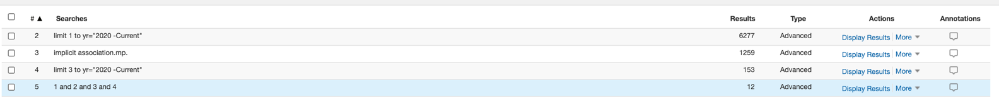 # ▲ Searches Results Type Actions Annotations
2 limit 1 to yr="2020 -Current" 6277 Advanced Display Results More
3 implicit association.mp. 1259 Advanced Display Results More
4 limit 3 to yr="2020 -Current" 153 Advanced Display Results More
5 1 and 2 and 3 and 4 12 Advanced Display Results More